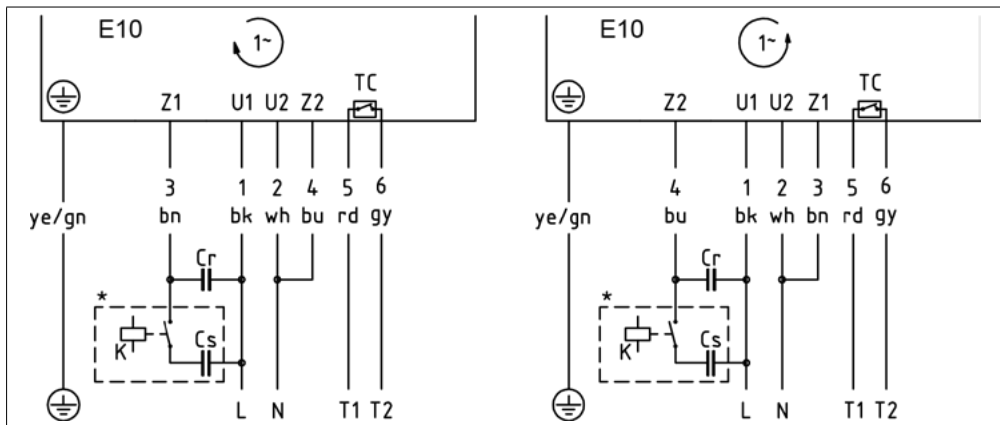 E10 1~
TC
Z1 U1 U2 Z2
3 1 2 4 5 6
ye/gn bn bk wh bu rd gy
Cr
*
K Cs
L N T1 T2
E10 1~
TC
Z2 U1 U2 Z1
4 1 2 3 5 6
ye/gn bu bk wh bn rd gy
Cr
*
K Cs
L N T1 T2